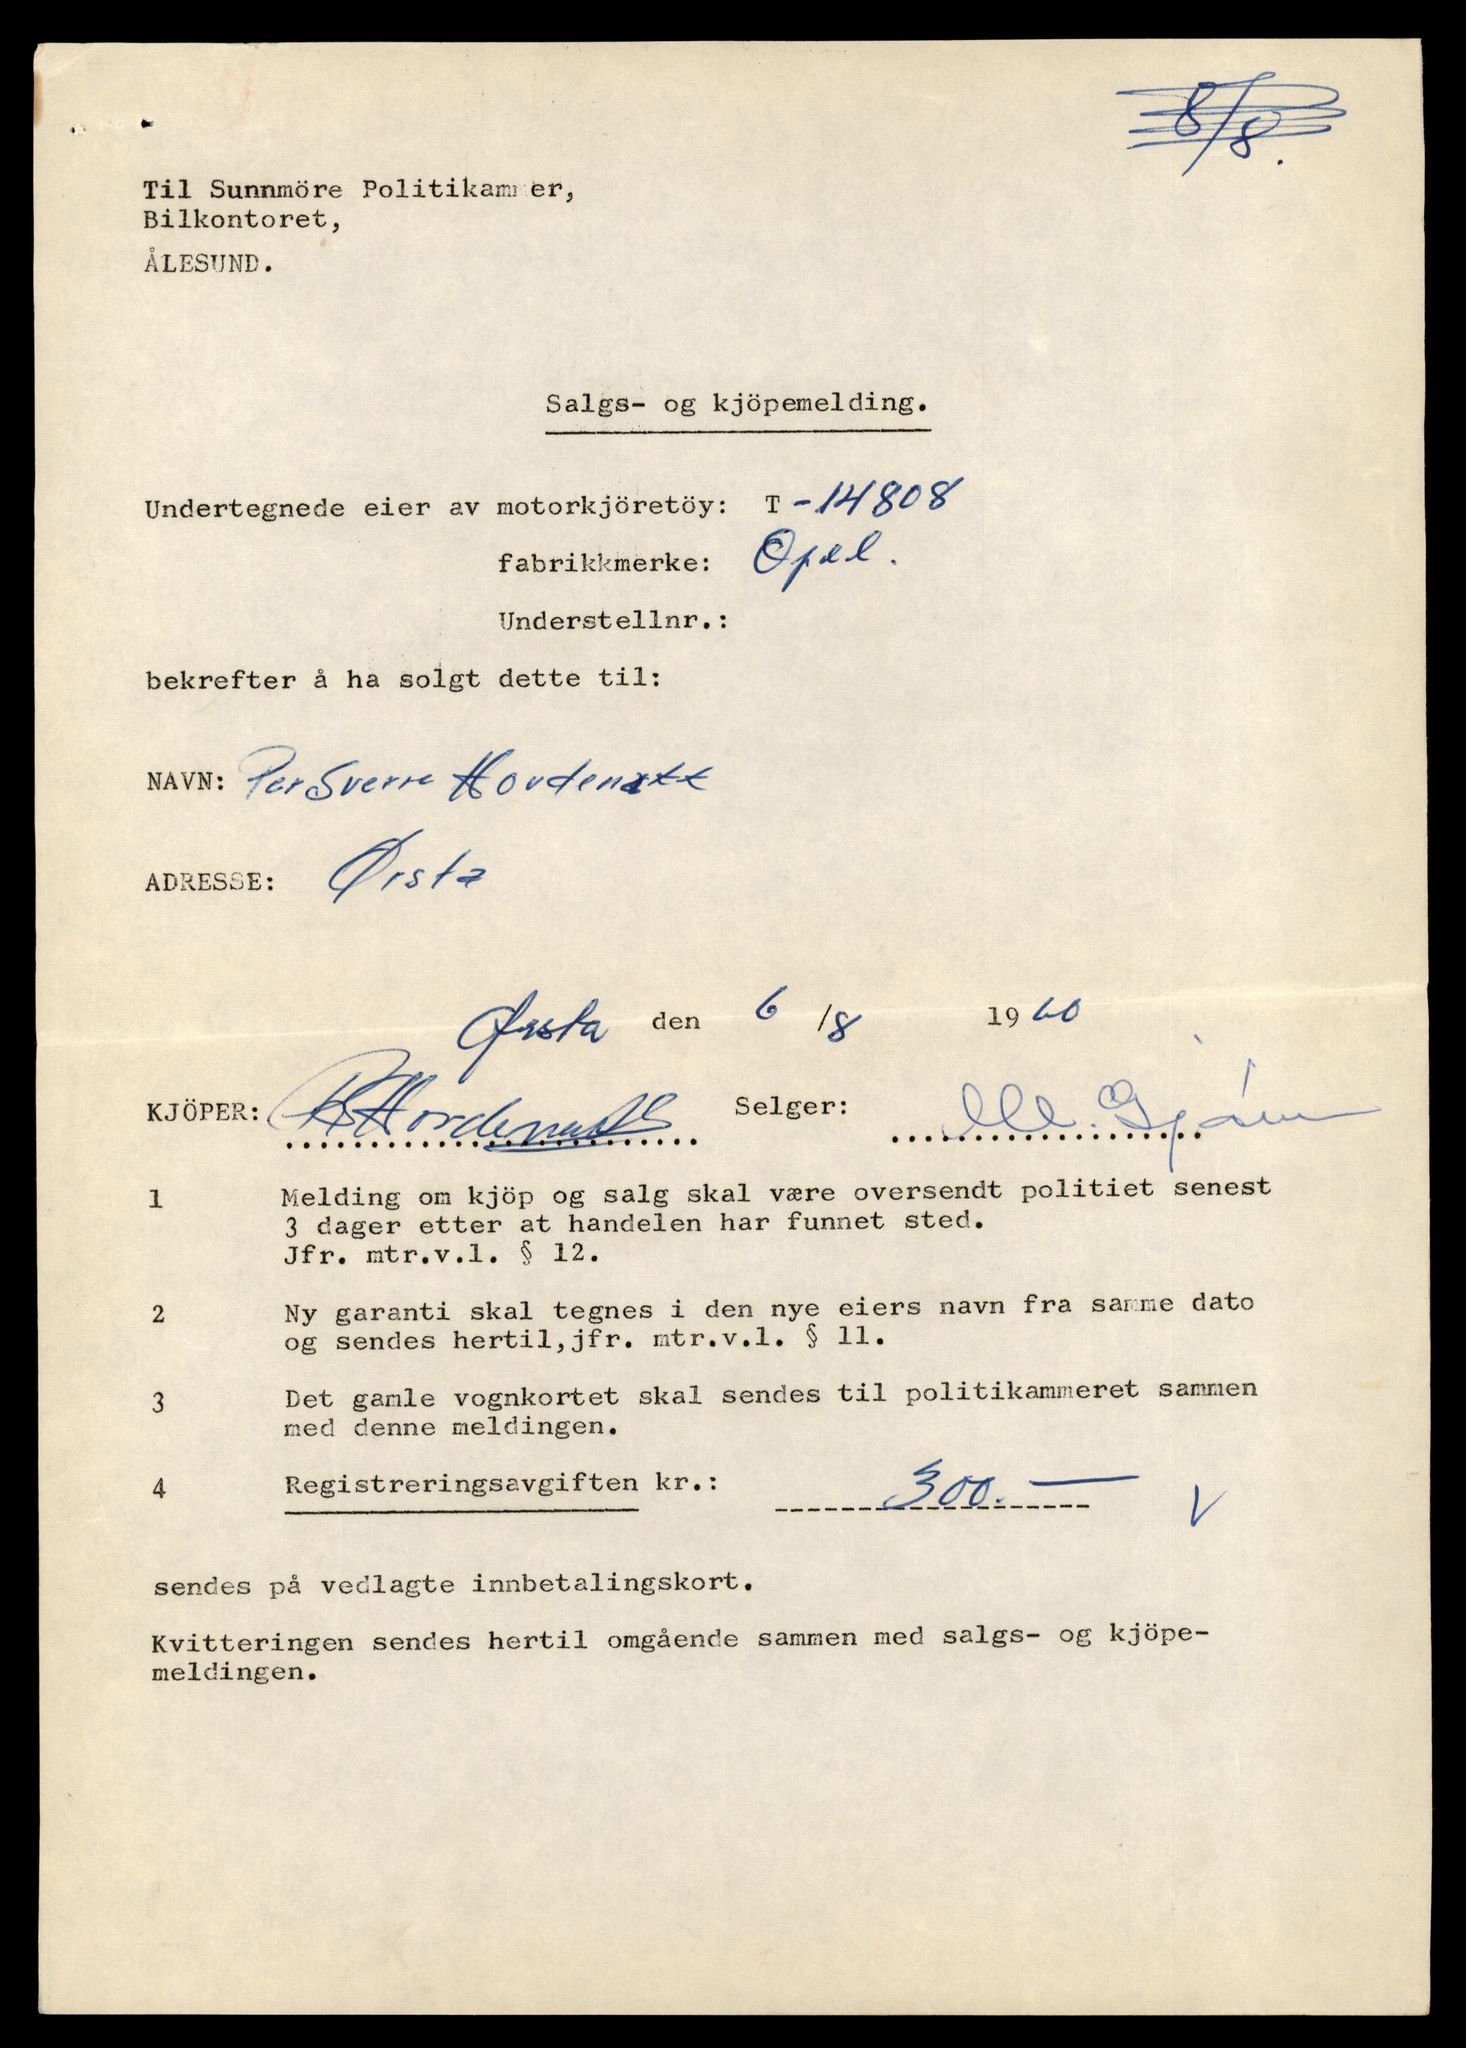 8/8.
Til Sunnmöre Politikammer,
Bilkontoret,
ÅLESUND.
Salgs- og kjöpemelding.
Undertegnede eier av motorkjöretöy: T -14808
fabrikkmerke: Opel.
Understellnr.:
bekrefter å ha solgt dette til:
NAVN: Per Sverre Hovdenakk
ADRESSE: Ørsta
Ørsta den 6/8 1960
KJÖPER: P S Hovdenakk Selger:
1 Melding om kjöp og salg skal være oversendt politiet senest
3 dager etter at handelen har funnet sted.
Jfr. mtr.v.l. § 12.
2 Ny garanti skal tegnes i den nye eiers navn fra samme dato
og sendes hertil,jfr. mtr.v.l. § 11.
3 Det gamle vognkortet skal sendes til politikammeret sammen
med denne meldingen.
4 Registreringsavgiften kr.: 300.— V
sendes på vedlagte innbetalingskort.
Kvitteringen sendes hertil omgående sammen med salgs- og kjöpe-
meldingen.